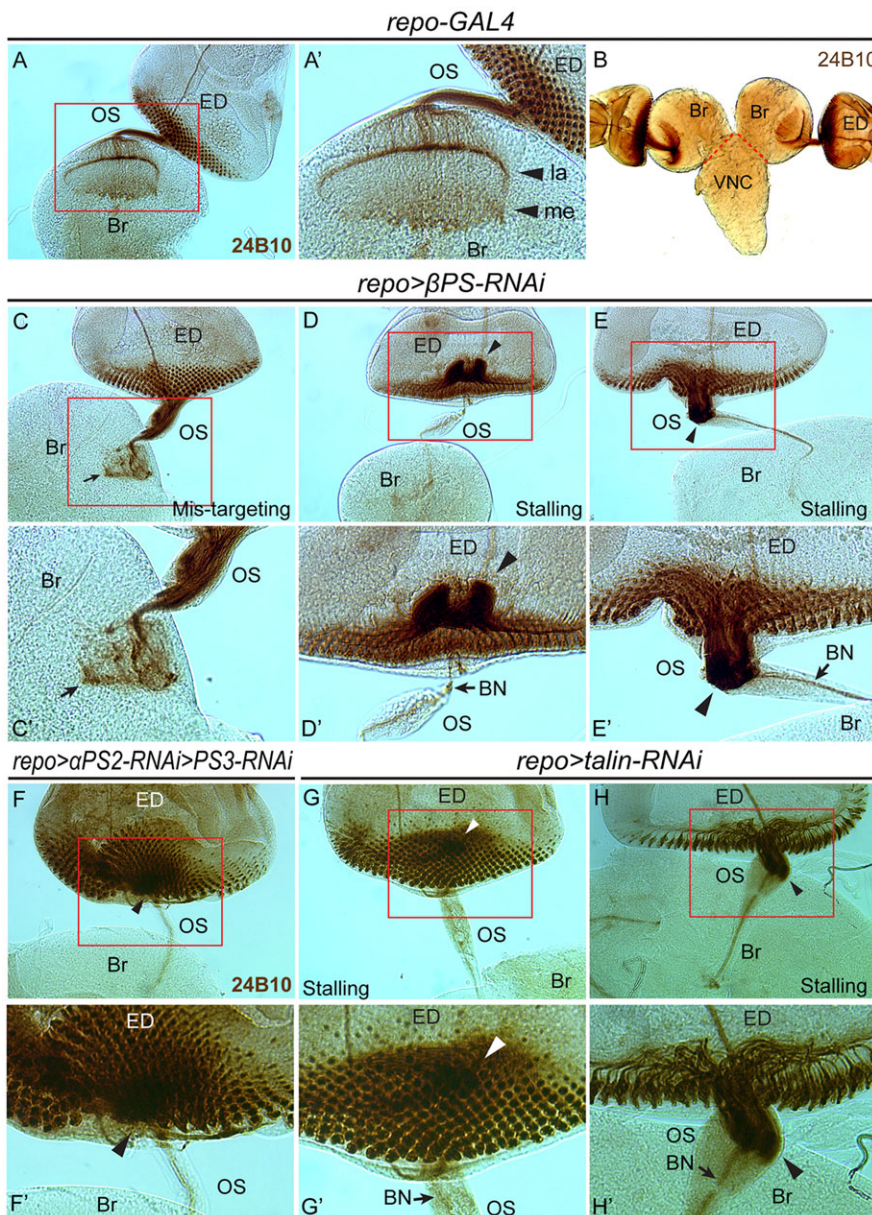 repo-GAL4
A
OS
ED
Br
24B10
A'
OS
ED
la
me
Br
B
24B10
Br
Br
ED
VNC
repo>βPS-RNAi
C
ED
Br
OS
Mis-targeting
D
ED
OS
Br
Stalling
E
ED
OS
Br
Stalling
C'
Br
OS
D'
ED
BN
OS
E'
ED
OS
BN
Br
repo>αPS2-RNAi>PS3-RNAi
repo>talin-RNAi
F
ED
OS
Br
24B10
G
ED
OS
Stalling
Br
H
ED
OS
Br
Stalling
F'
ED
OS
Br
G'
ED
BN
OS
H'
ED
OS
BN
Br